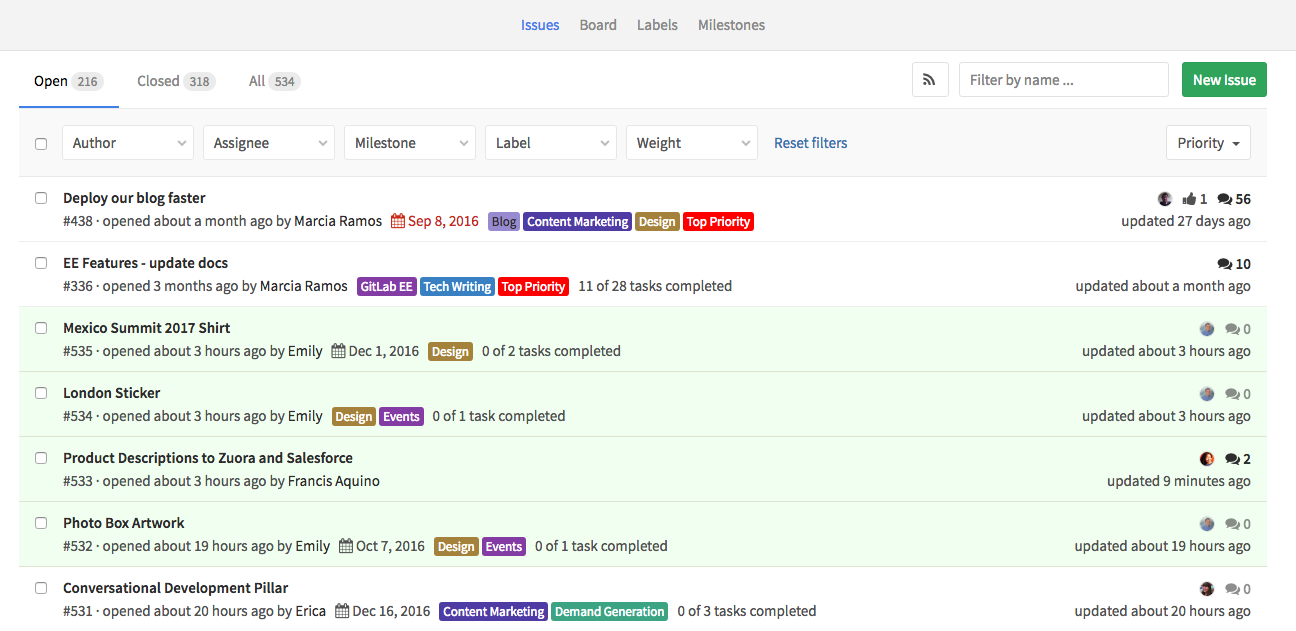 Issues Board Labels Milestones
Open 216 Closed 318 All 534 Filter by name ... New Issue
Author Assignee Milestone Label Weight Reset filters Priority
Deploy our blog faster 1 56
#438 · opened about a month ago by Marcia Ramos Sep 8, 2016 Blog Content Marketing Design Top Priority updated 27 days ago
EE Features - update docs 10
#336 · opened 3 months ago by Marcia Ramos GitLab EE Tech Writing Top Priority 11 of 28 tasks completed updated about a month ago
Mexico Summit 2017 Shirt 0
#535 · opened about 3 hours ago by Emily Dec 1, 2016 Design 0 of 2 tasks completed updated about 3 hours ago
London Sticker 0
#534 · opened about 3 hours ago by Emily Design Events 0 of 1 task completed updated about 3 hours ago
Product Descriptions to Zuora and Salesforce 2
#533 · opened about 3 hours ago by Francis Aquino updated 9 minutes ago
Photo Box Artwork 0
#532 · opened about 19 hours ago by Emily Oct 7, 2016 Design Events 0 of 1 task completed updated about 19 hours ago
Conversational Development Pillar 0
#531 · opened about 20 hours ago by Erica Dec 16, 2016 Content Marketing Demand Generation 0 of 3 tasks completed updated about 20 hours ago